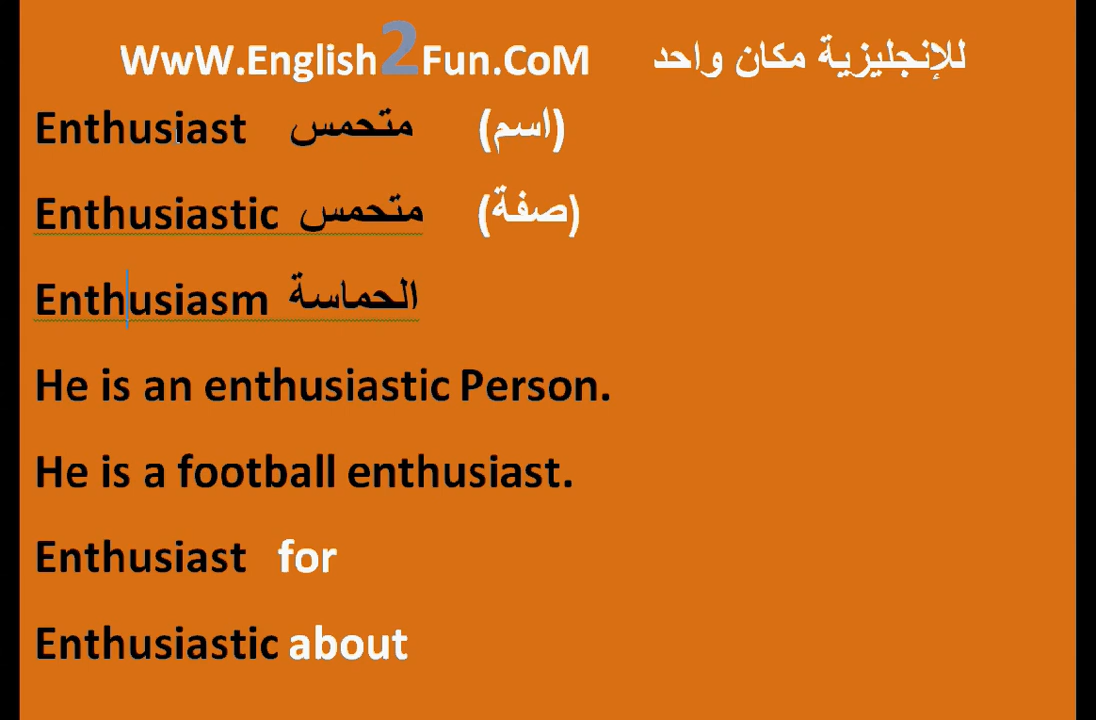 WwW.English2Fun.CoM للإنجليزية مكان واحد
Enthusiast متحمس (اسم)
Enthusiastic متحمس (صفة)
Enthusiasm الحماسة
He is an enthusiastic Person.
He is a football enthusiast.
Enthusiast for
Enthusiastic about